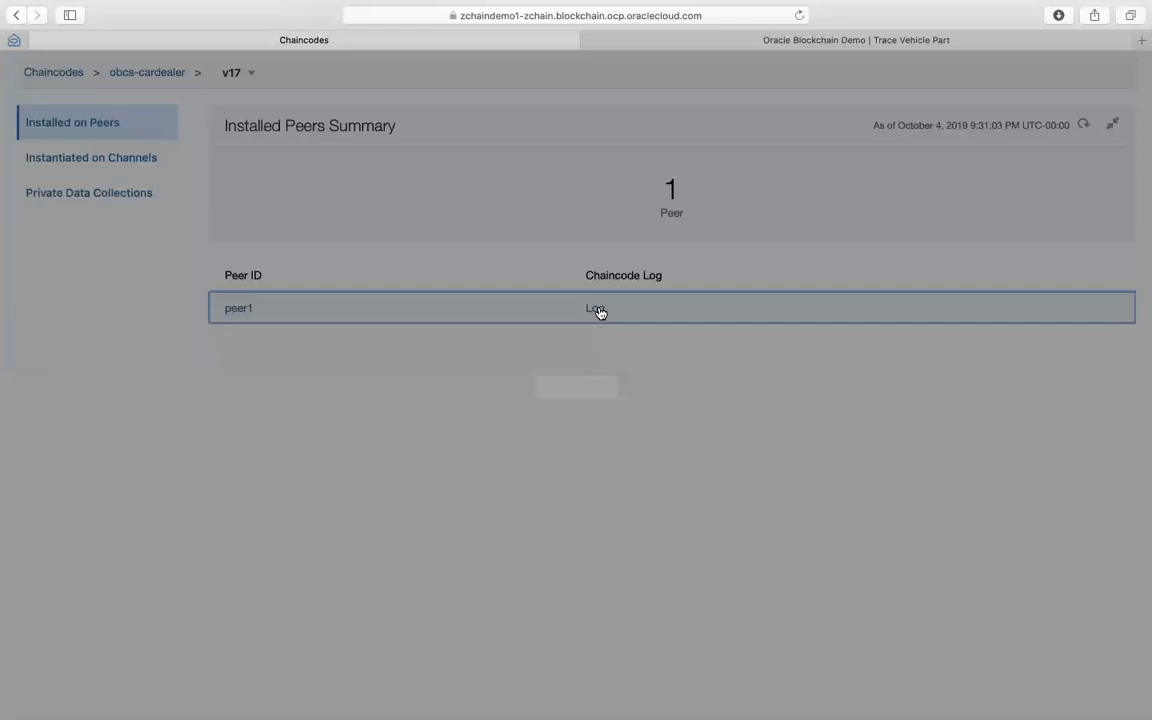 zchaindemo1-zchain.blockchain.ocp.oraclecloud.com
Chaincodes
Oracle Blockchain Demo | Trace Vehicle Part
Chaincodes > obcs-cardealer > v17
Installed on Peers
Instantiated on Channels
Private Data Collections
Installed Peers Summary
As of October 4, 2019 9:31:03 PM UTC-00:00
1
Peer
Peer ID Chaincode Log
peer1 Log